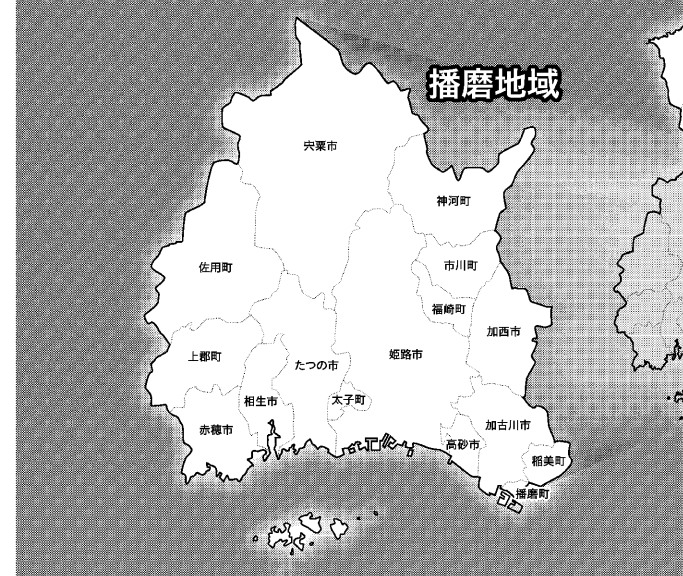 播磨地域
宍粟市
神河町
佐用町
市川町
福崎町
加西市
上郡町
姫路市
たつの市
相生市
太子町
赤穂市
加古川市
高砂市
稲美町
播磨町